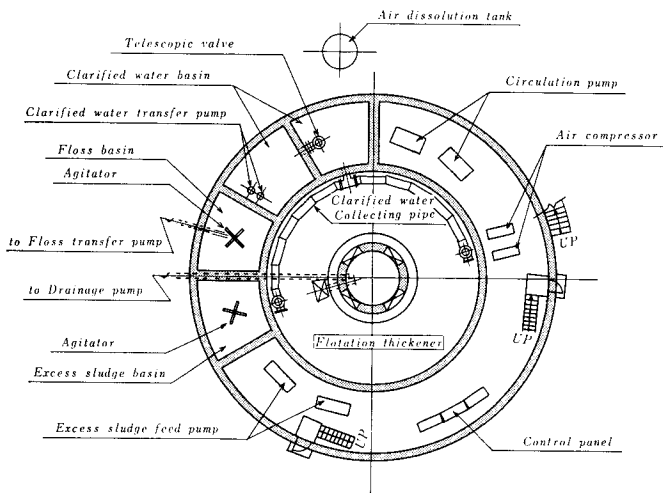 Air dissolution tank
Telescopic valve
Clarified water basin
Circulation pump
Clarified water transfer pump
Air compressor
Floss basin
Agitator
Clarified water
Collecting pipe
UP
to Floss transfer pump
to Drainage pump
UP
Agitator
Flotation thickener
Excess sludge basin
Excess sludge feed pump
UP
Control panel